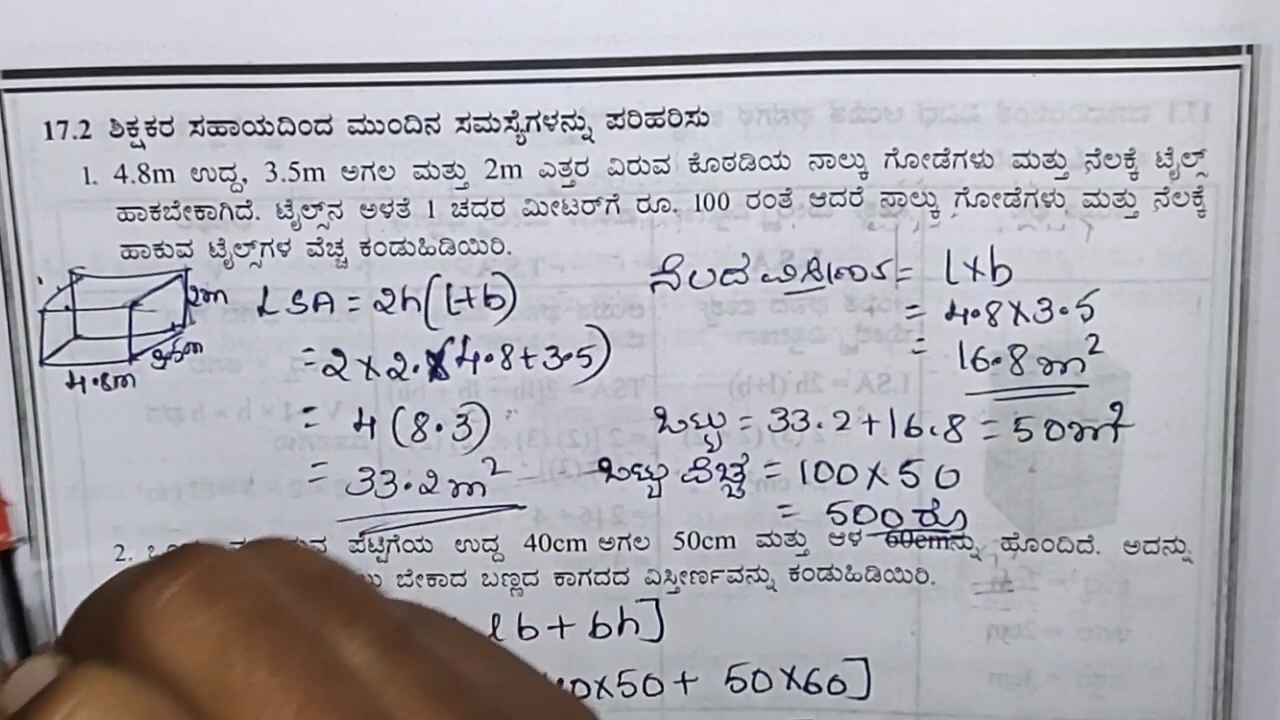 17.2 ಶಿಕ್ಷಕರ ಸಹಾಯದಿಂದ ಮುಂದಿನ ಸಮಸ್ಯೆಗಳನ್ನು ಪರಿಹರಿಸು
1. 4.8m ಉದ್ದ, 3.5m ಅಗಲ ಮತ್ತು 2m ಎತ್ತರ ವಿರುವ ಕೊಠಡಿಯ ನಾಲ್ಕು ಗೋಡೆಗಳು ಮತ್ತು ನೆಲಕ್ಕೆ ಟೈಲ್ಸ್
ಹಾಕಬೇಕಾಗಿದೆ. ಟೈಲ್ಸ್‌ನ ಅಳತೆ 1 ಚದರ ಮೀಟರ್‌ಗೆ ರೂ. 100 ರಂತೆ ಆದರೆ ನಾಲ್ಕು ಗೋಡೆಗಳು ಮತ್ತು ನೆಲಕ್ಕೆ
ಹಾಕುವ ಟೈಲ್ಸ್‌ಗಳ ವೆಚ್ಚ ಕಂಡುಹಿಡಿಯಿರಿ.
2m
4.8m
LSA = 2h(l+b)
= 2×2.×(4.8+3.5)
= 4(8.3)
= 33.2m²
ನೆಲದ ವಿಸ್ತೀರ್ಣ = l×b
= 4.8×3.5
= 16.8m²
ಒಟ್ಟು = 33.2+16.8 = 50m²
ಒಟ್ಟು ವೆಚ್ಚ = 100×50
= 500 ರೂ
2. ಪೆಟ್ಟಿಗೆಯ ಉದ್ದ 40cm ಅಗಲ 50cm ಮತ್ತು ಆಳ 60cmನ್ನು ಹೊಂದಿದೆ. ಅದನ್ನು
ಬೇಕಾದ ಬಣ್ಣದ ಕಾಗದದ ವಿಸ್ತೀರ್ಣವನ್ನು ಕಂಡುಹಿಡಿಯಿರಿ.
lb+bh]
×50+ 50×60]